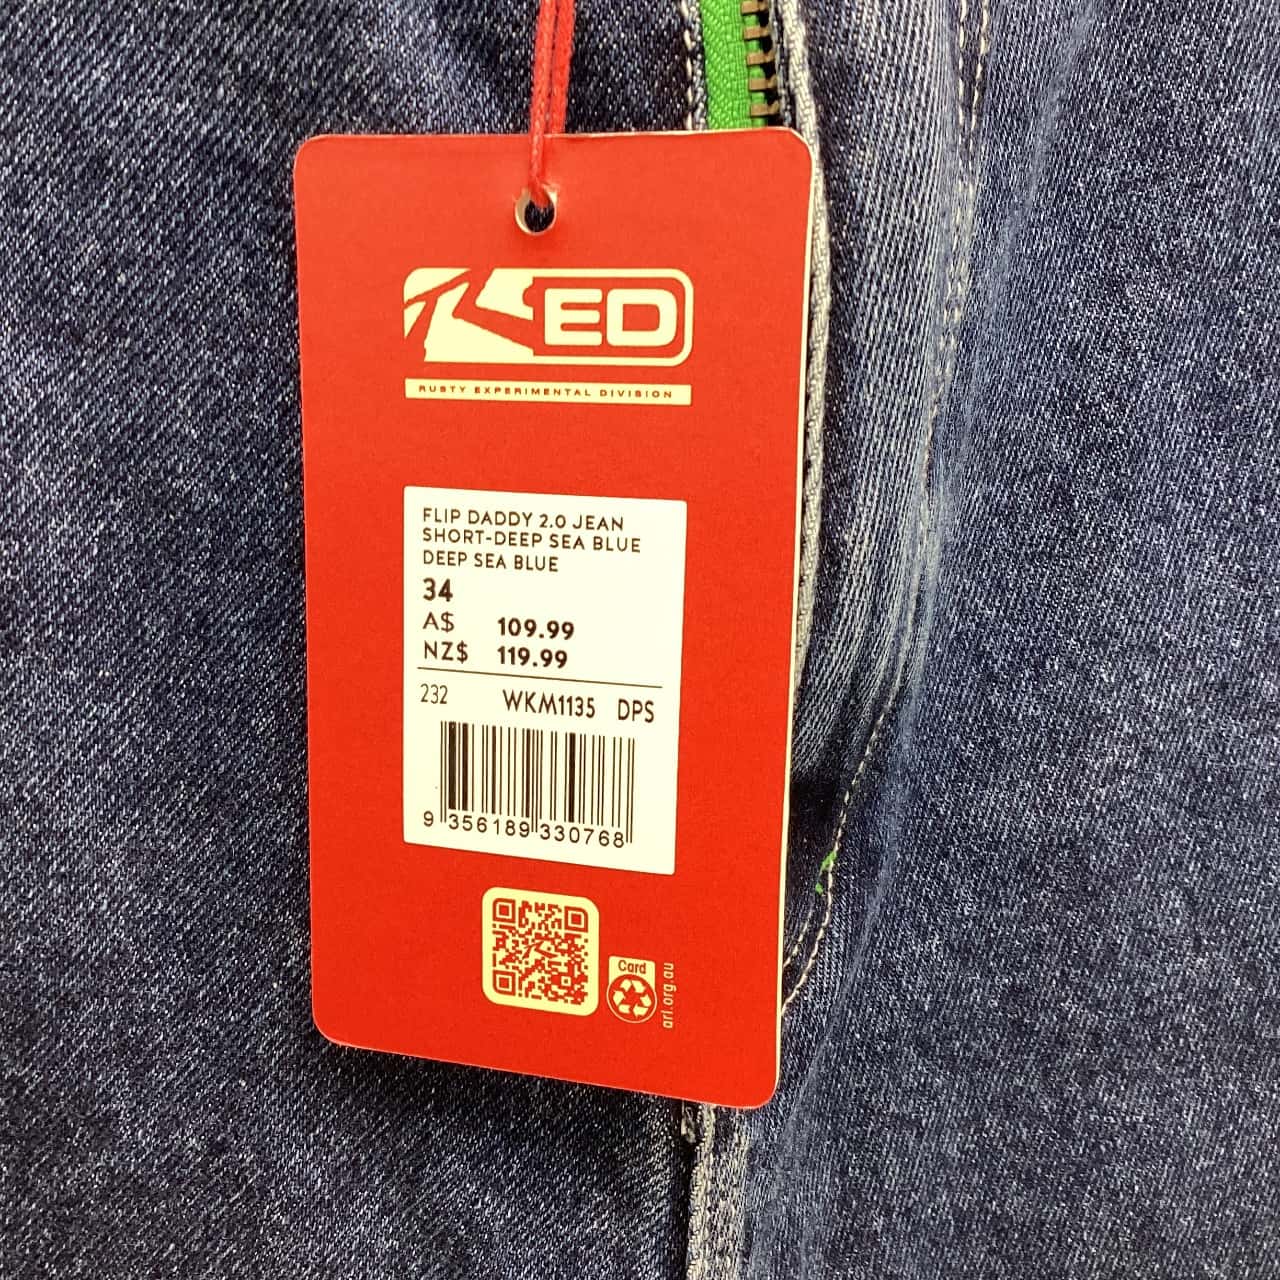 RED
RUSTY EXPERIMENTAL DIVISION
FLIP DADDY 2.0 JEAN
SHORT-DEEP SEA BLUE
DEEP SEA BLUE
34
A$ 109.99
NZ$ 119.99
232 WKM1135 DPS
9 356189 330768
Card
arl.org.au